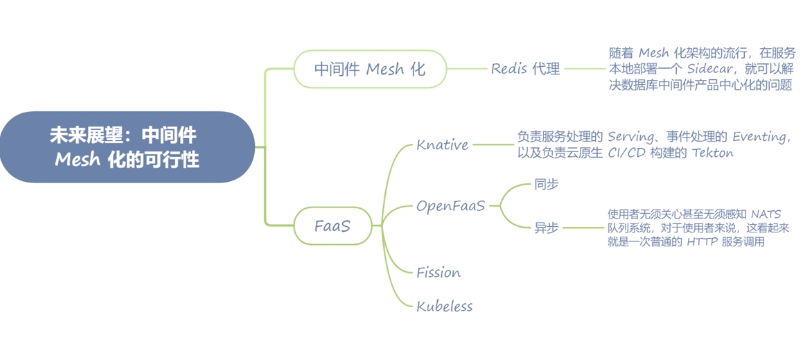 未来展望：中间件
Mesh 化的可行性
中间件 Mesh 化
Redis 代理
随着 Mesh 化架构的流行，在服务
本地部署一个 Sidecar，就可以解
决数据库中间件产品中心化的问题
FaaS
Knative
负责服务处理的 Serving、事件处理的 Eventing，
以及负责云原生 CI/CD 构建的 Tekton
OpenFaaS
同步
异步
使用者无须关心甚至无须感知 NATS
队列系统，对于使用者来说，这看起来
就是一次普通的 HTTP 服务调用
Fission
Kubeless